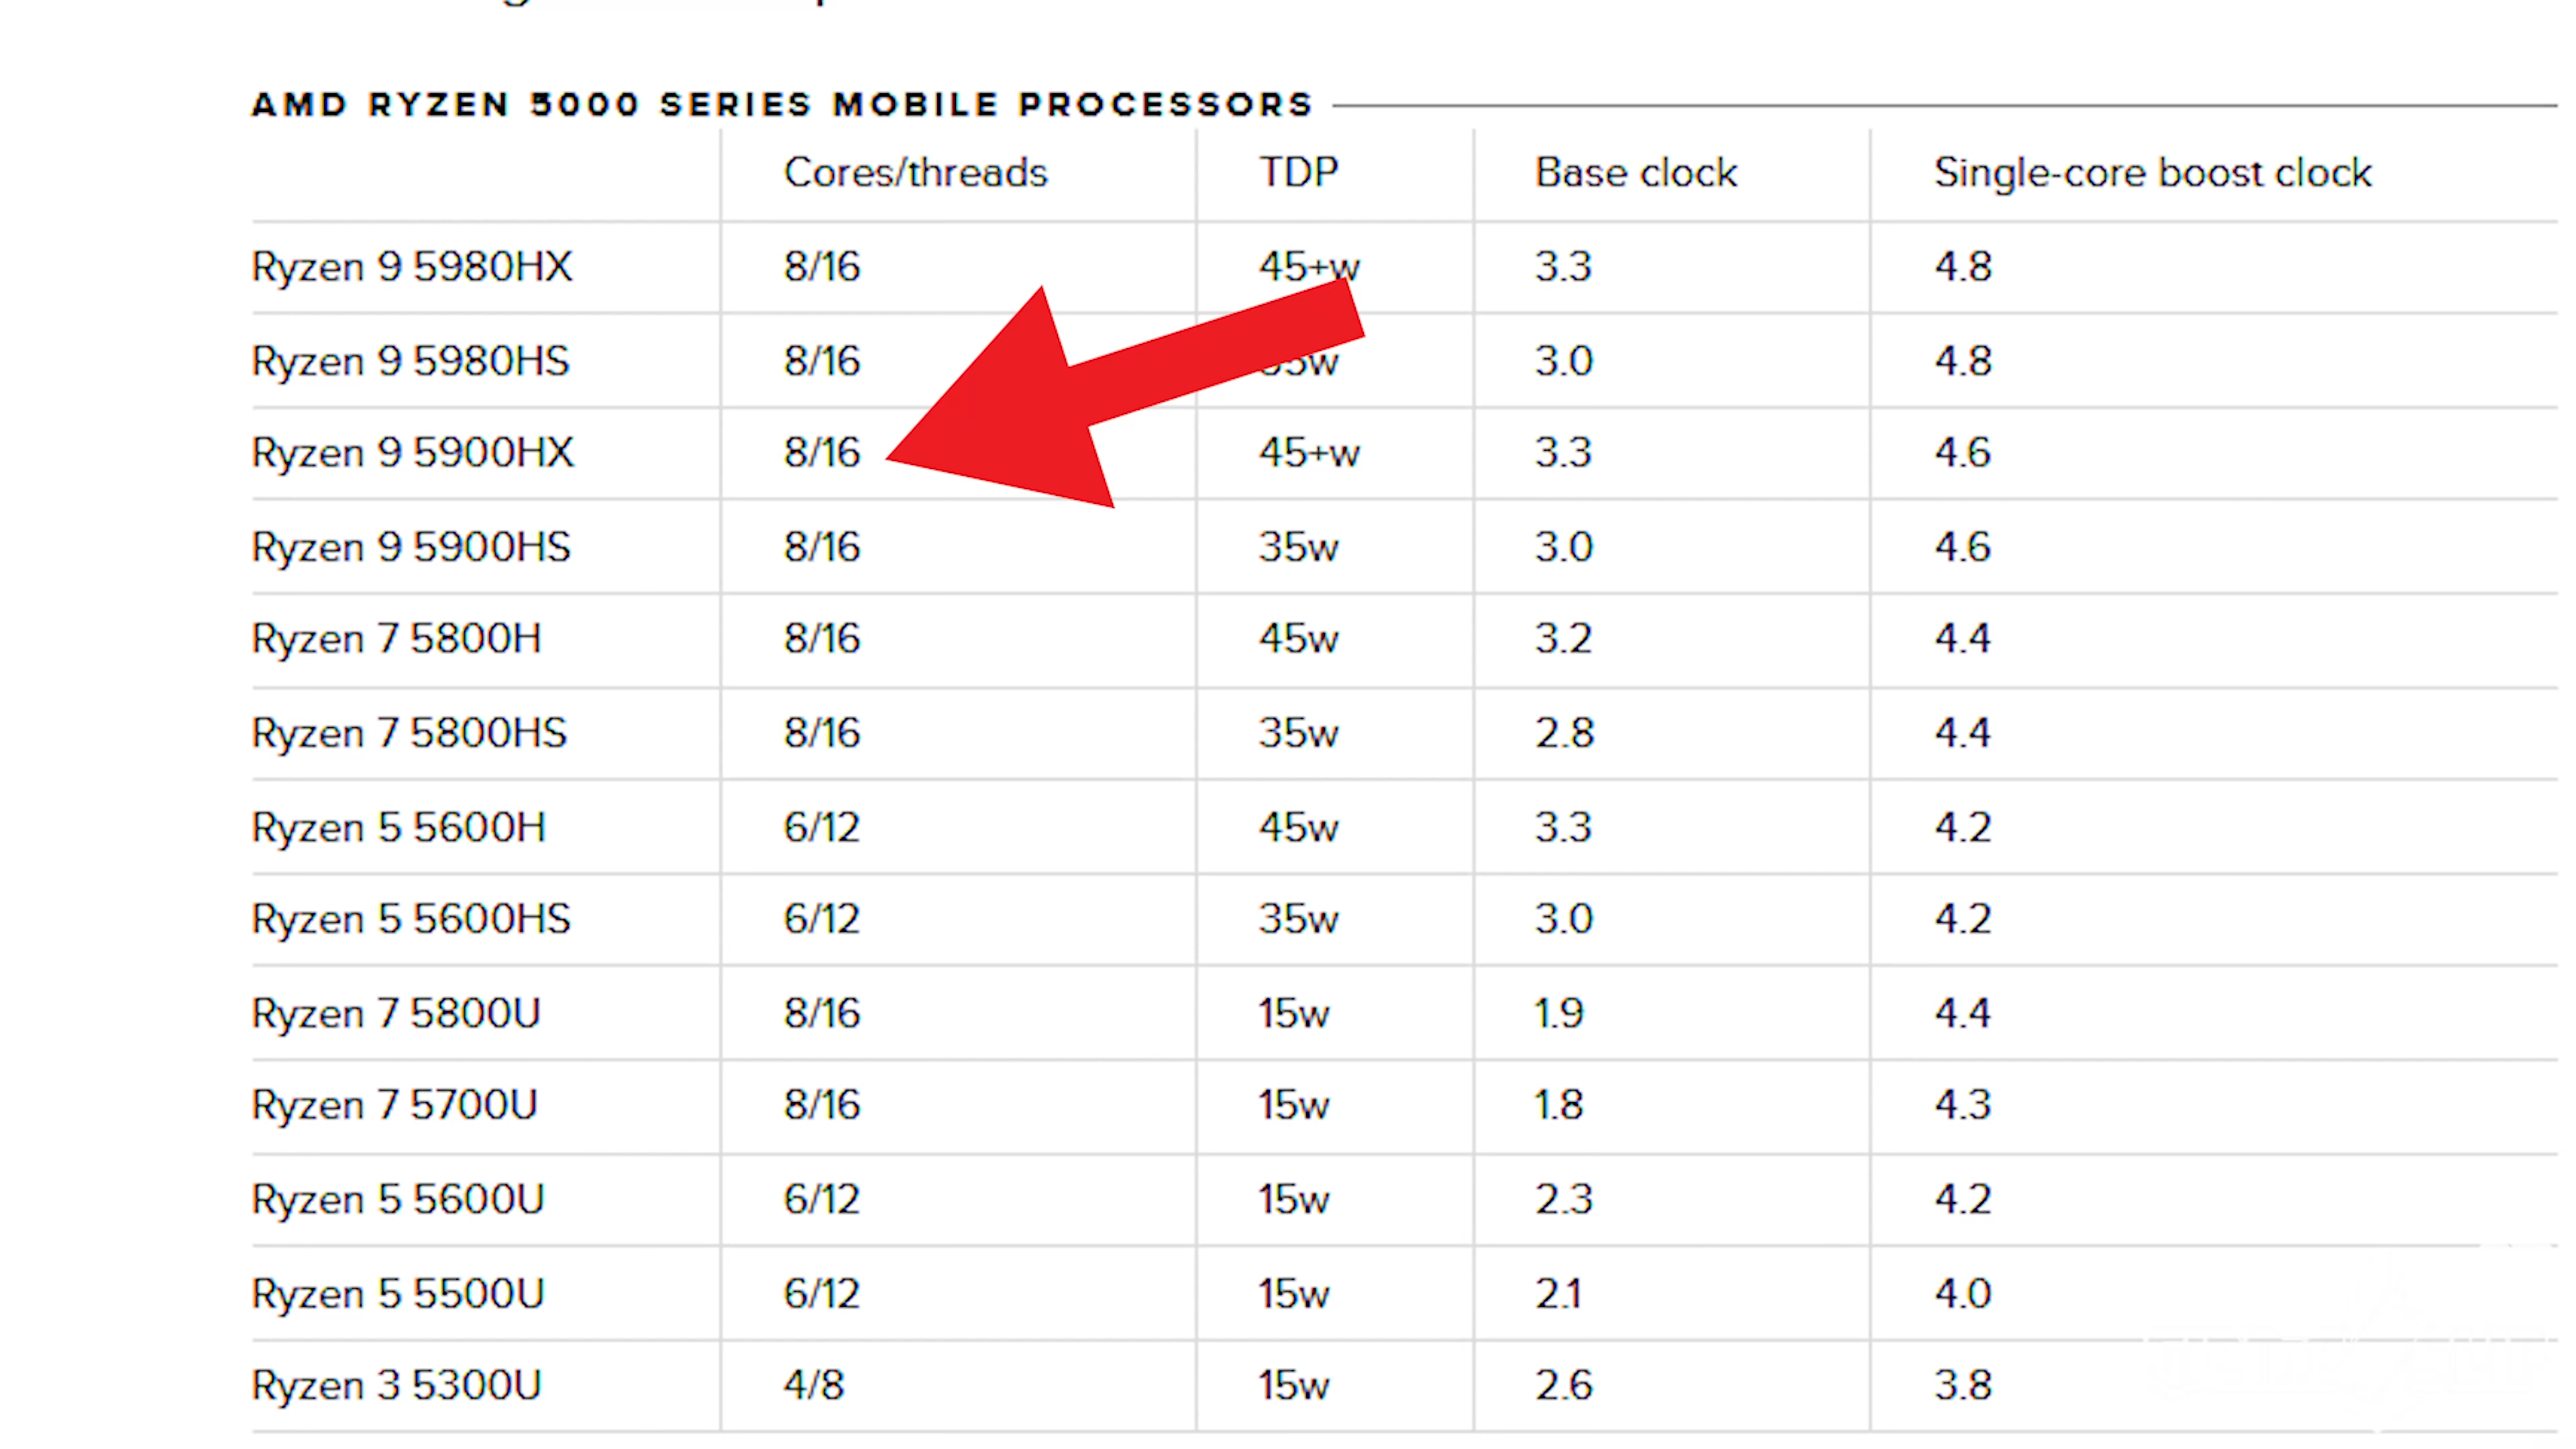 AMD RYZEN 5000 SERIES MOBILE PROCESSORS
Cores/threads TDP Base clock Single-core boost clock
Ryzen 9 5980HX 8/16 45+w 3.3 4.8
Ryzen 9 5980HS 8/16 3.0 4.8
Ryzen 9 5900HX 8/16 45+w 3.3 4.6
Ryzen 9 5900HS 8/16 35w 3.0 4.6
Ryzen 7 5800H 8/16 45w 3.2 4.4
Ryzen 7 5800HS 8/16 35w 2.8 4.4
Ryzen 5 5600H 6/12 45w 3.3 4.2
Ryzen 5 5600HS 6/12 35w 3.0 4.2
Ryzen 7 5800U 8/16 15w 1.9 4.4
Ryzen 7 5700U 8/16 15w 1.8 4.3
Ryzen 5 5600U 6/12 15w 2.3 4.2
Ryzen 5 5500U 6/12 15w 2.1 4.0
Ryzen 3 5300U 4/8 15w 2.6 3.8